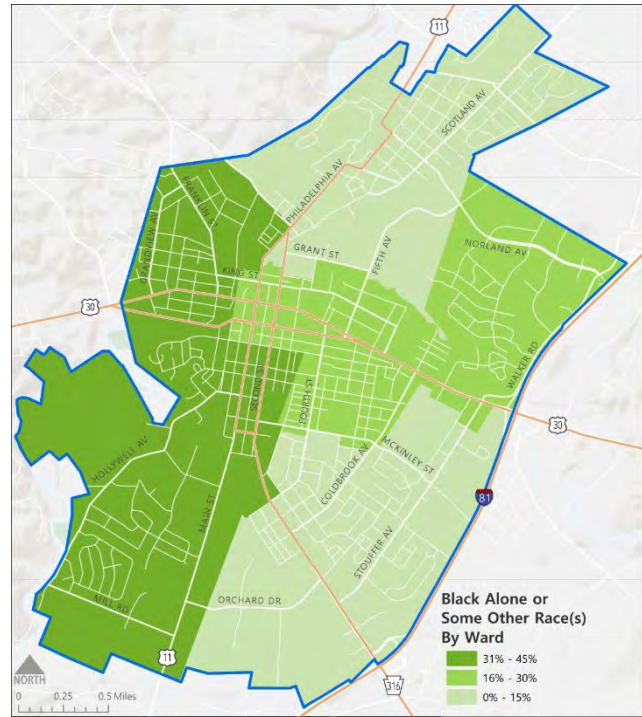 11
SCOTLAND AV
PHILADELPHIA AV
FRANKLIN ST
GRANDVIEW AV
NORLAND AV
GRANT ST
FIFTH AV
KING ST
30
WALKER RD
SECOND ST
FOURTH ST
30
HOLLYWELL AV
COLDBROOK AV
MCKINLEY ST
MAIN ST
81
STOUFFER AV
MILL RD
ORCHARD DR
11
316
Black Alone or
Some Other Race(s)
By Ward
31% - 45%
16% - 30%
0% - 15%
NORTH
0 0.25 0.5 Miles